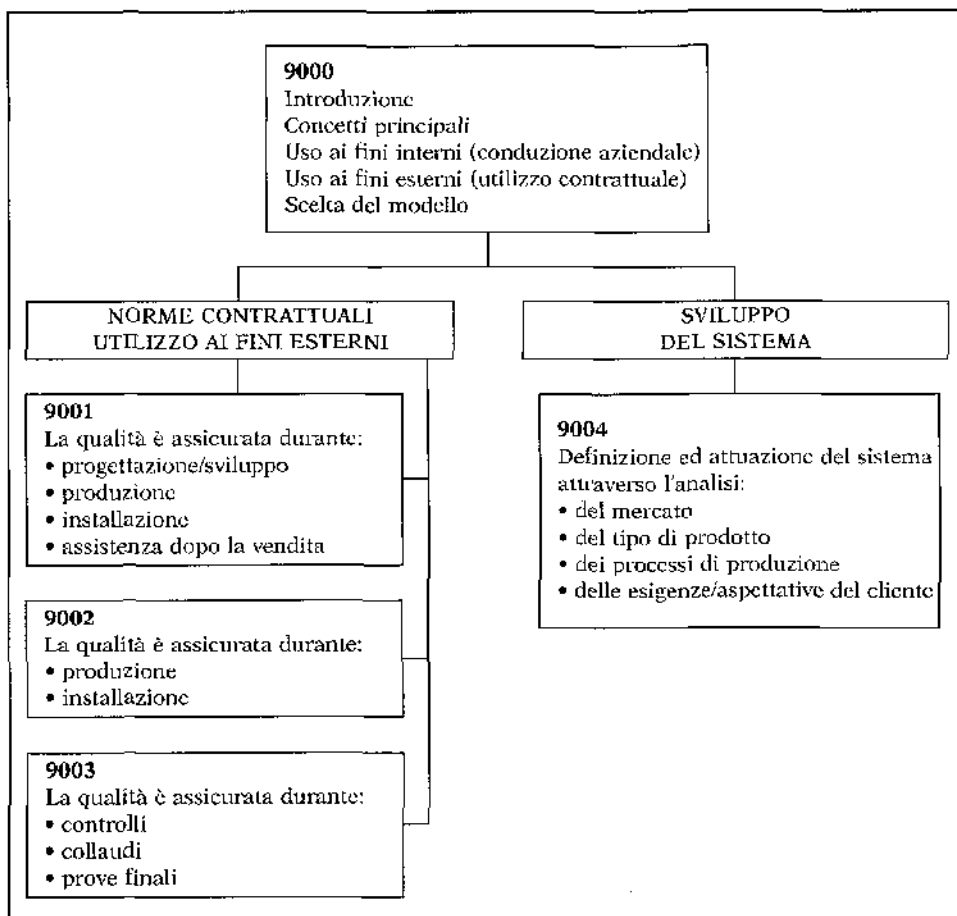 9000
Introduzione
Concetti principali
Uso ai fini interni (conduzione aziendale)
Uso ai fini esterni (utilizzo contrattuale)
Scelta del modello
NORME CONTRATTUALI
UTILIZZO AI FINI ESTERNI
SVILUPPO
DEL SISTEMA
9001
La qualità è assicurata durante:
• progettazione/sviluppo
• produzione
• installazione
• assistenza dopo la vendita
9002
La qualità è assicurata durante:
• produzione
• installazione
9003
La qualità è assicurata durante:
• controlli
• collaudi
• prove finali
9004
Definizione ed attuazione del sistema
attraverso l'analisi:
• del mercato
• del tipo di prodotto
• dei processi di produzione
• delle esigenze/aspettative del cliente